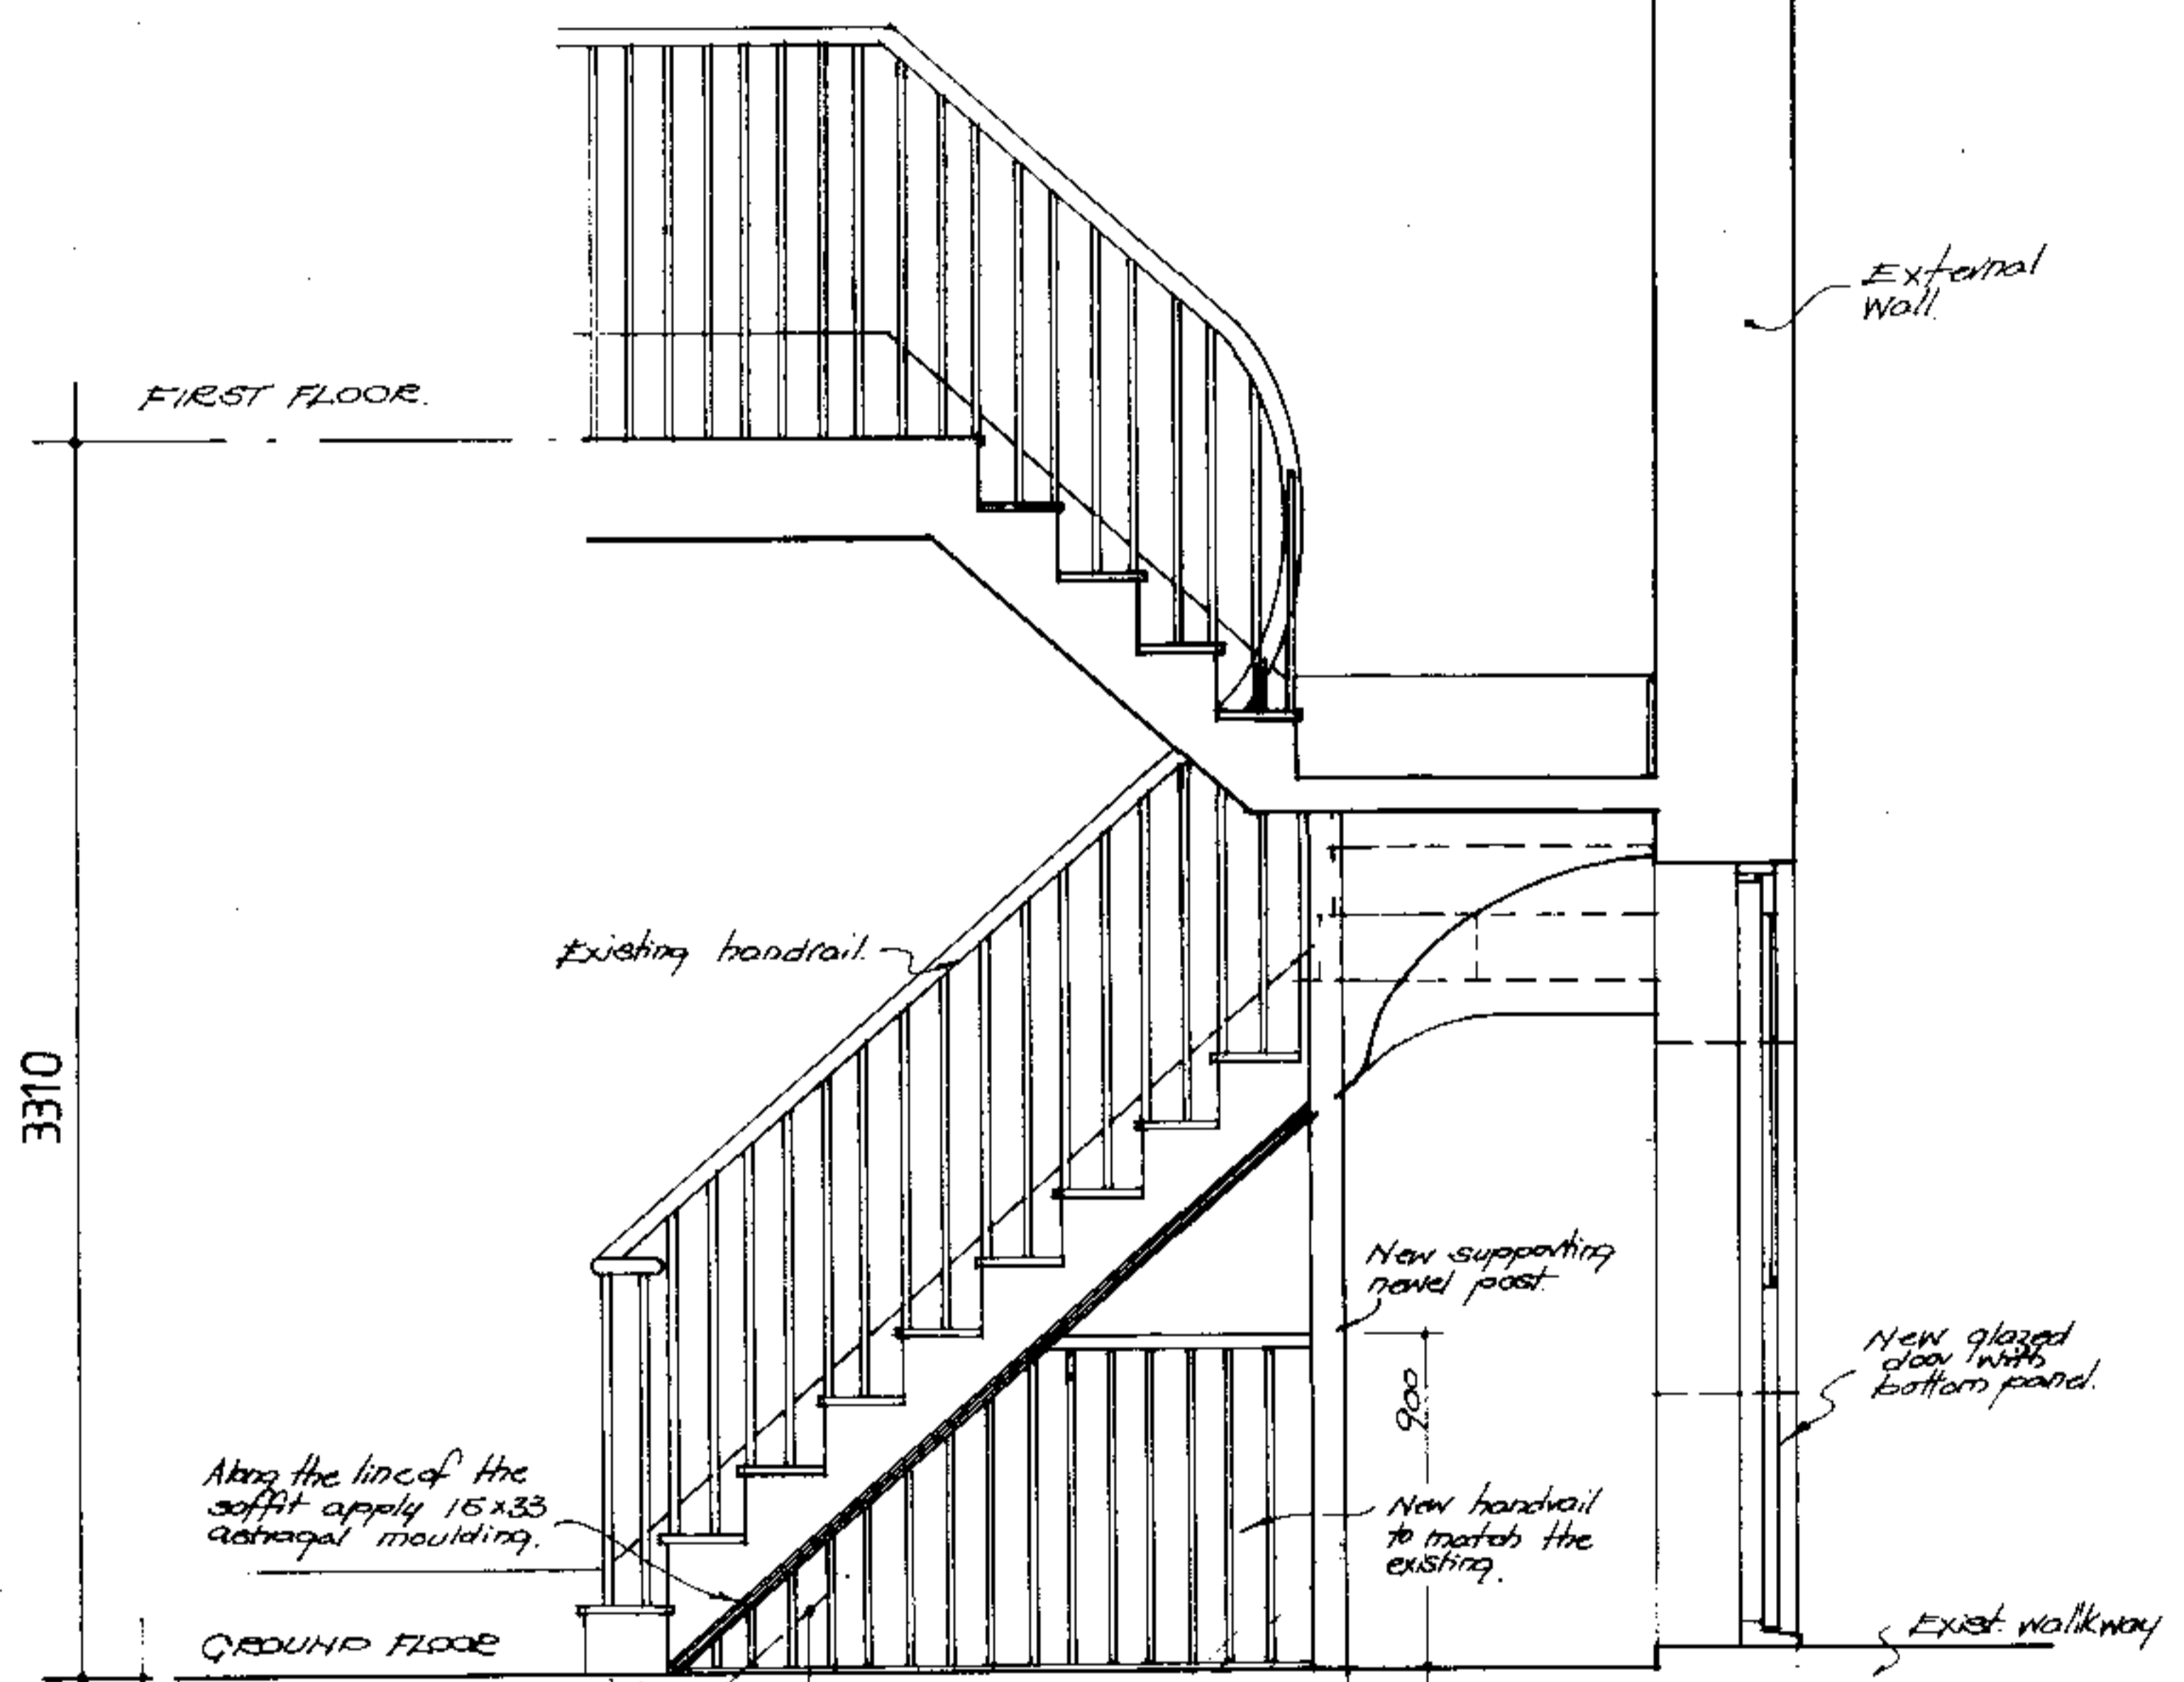 External
Wall.
FIRST FLOOR.
Existing handrail.
3310
New supporting
newel post.
New glazed
door with
bottom panel.
900
Along the line of the
soffit apply 15x33
astragal moulding.
New handrail
to match the
existing.
GROUND FLOOR
Exist. walkway